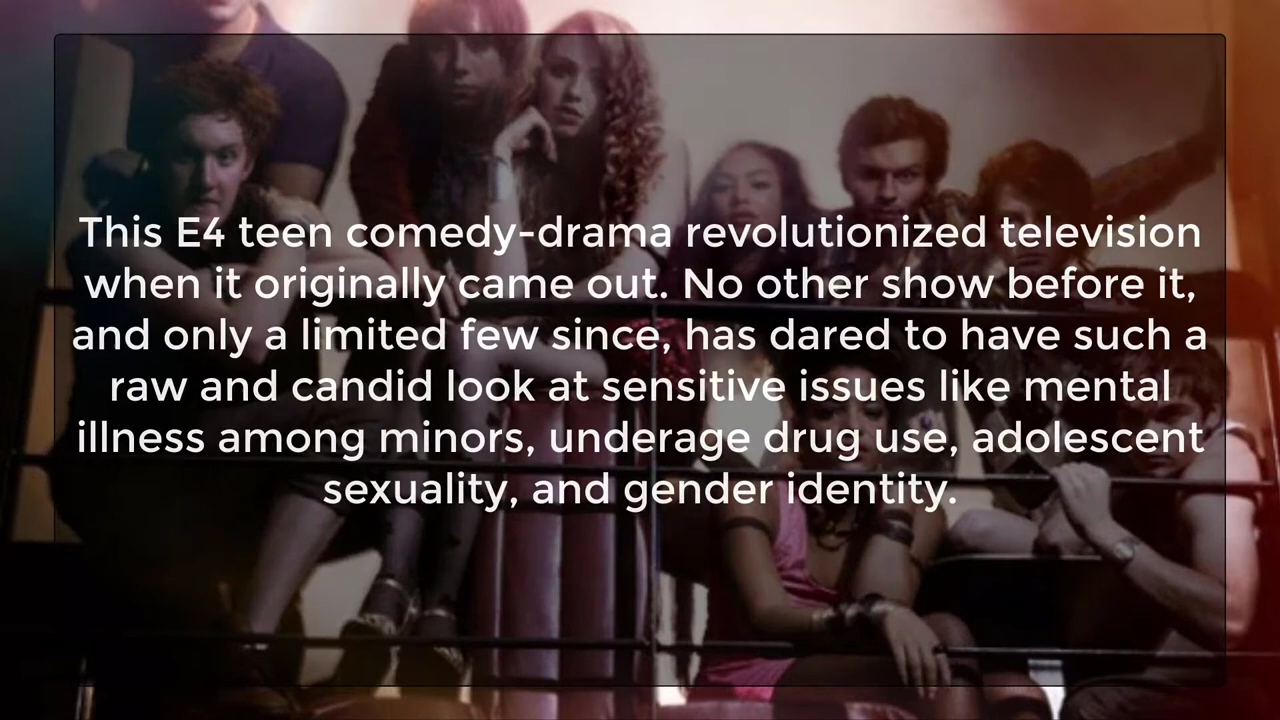 This E4 teen comedy-drama revolutionized television
when it originally came out. No other show before it,
and only a limited few since, has dared to have such a
raw and candid look at sensitive issues like mental
illness among minors, underage drug use, adolescent
sexuality, and gender identity.